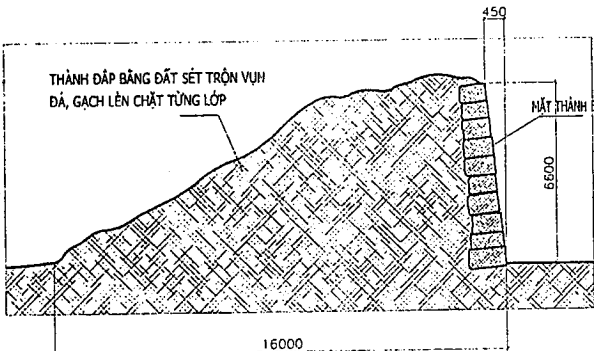 450
THÀNH ĐẮP BẰNG ĐẤT SÉT TRỘN VỤN
ĐÁ, GẠCH LÈN CHẶT TỪNG LỚP
MẶT THÀNH
6600
16000